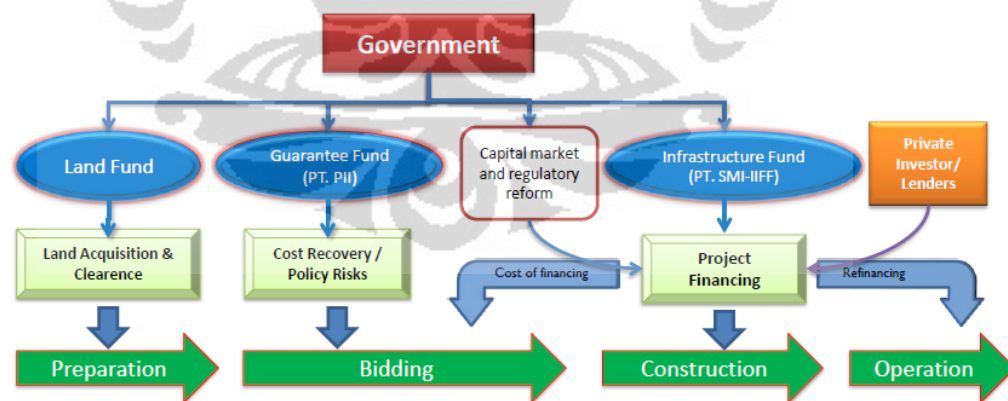 Government
Land Fund
Guarantee Fund
(PT. PII)
Capital market
and regulatory
reform
Infrastructure Fund
(PT. SMI-IIFF)
Private
Investor/
Lenders
Land Acquisition &
Clearence
Cost Recovery /
Policy Risks
Cost of financing
Project
Financing
Refinancing
Preparation
Bidding
Construction
Operation